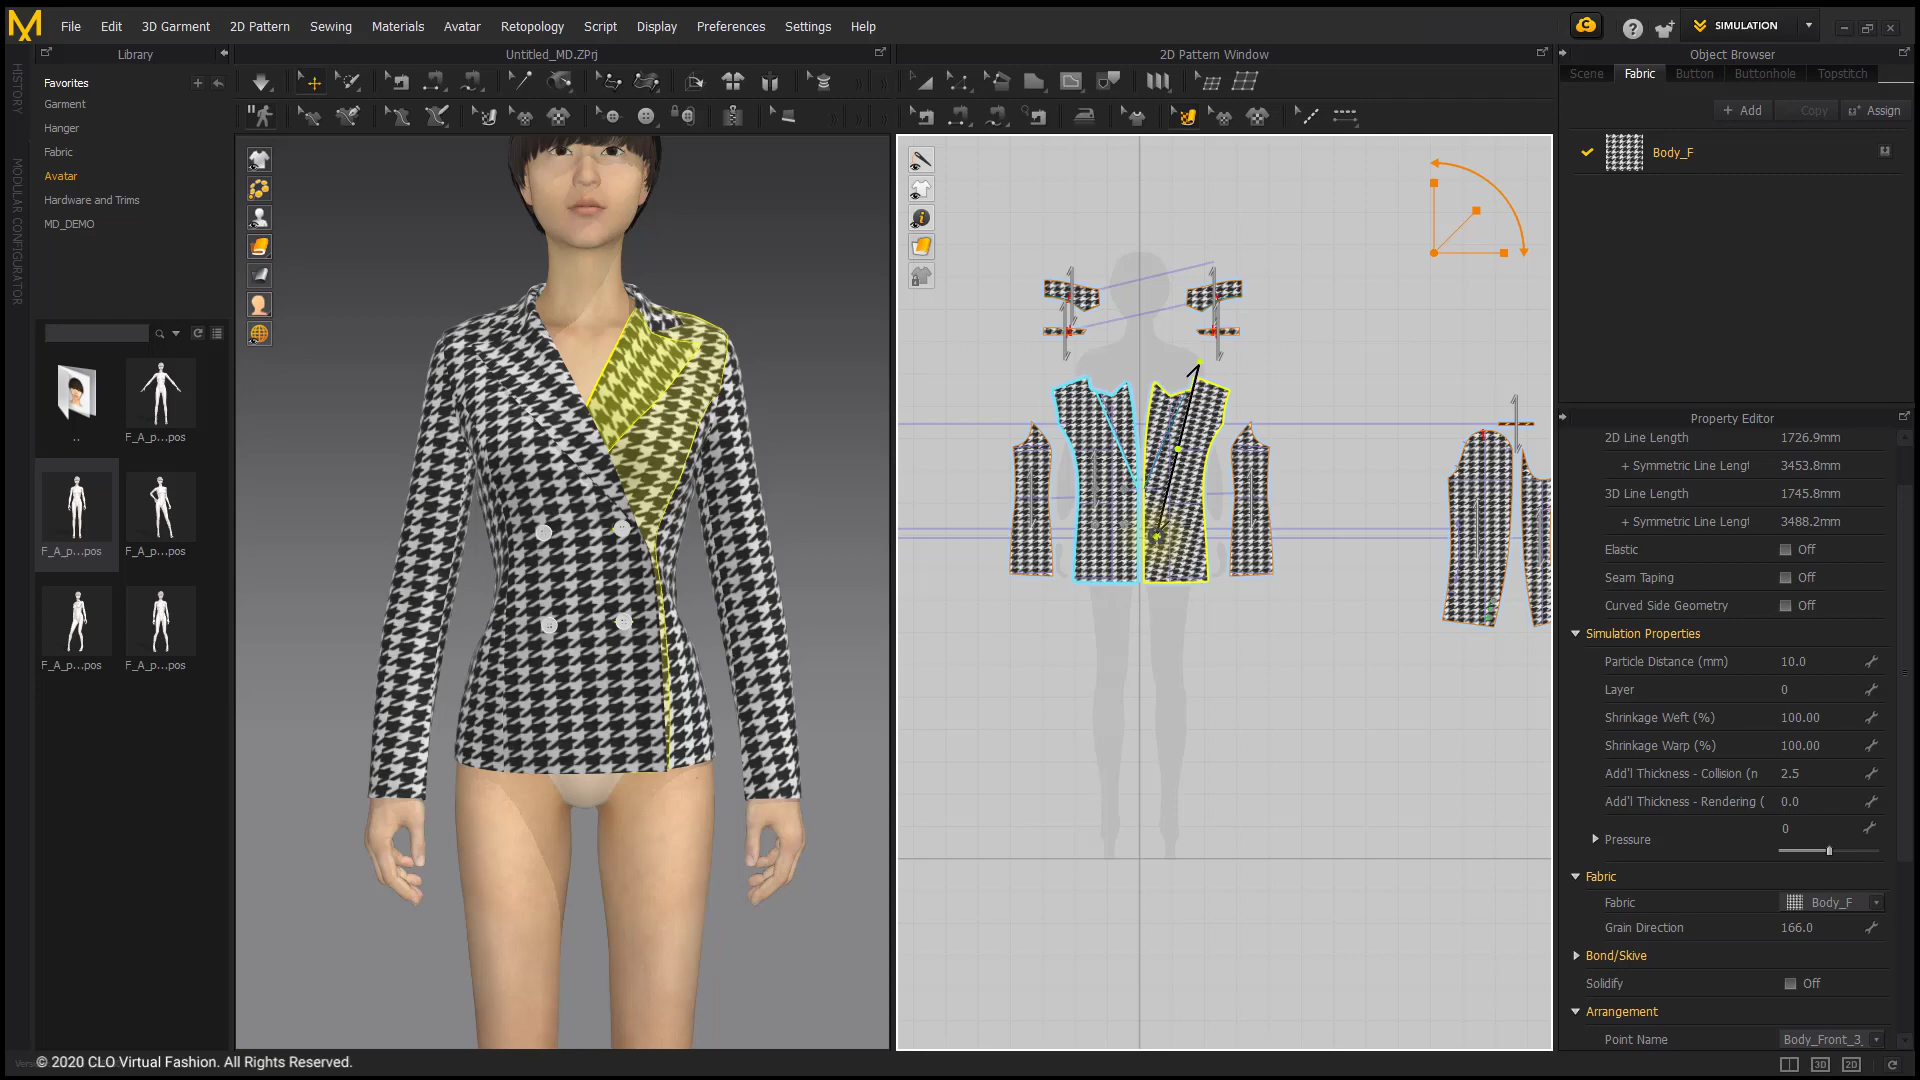 File Edit 3D Garment 2D Pattern Sewing Materials Avatar Retopology Script Display Preferences Settings Help
SIMULATION
Library
Untitled_MD.ZPrj
2D Pattern Window
Object Browser
HISTORY
MODULAR CONFIGURATOR
Favorites
Garment
Hanger
Fabric
Avatar
Hardware and Trims
MD_DEMO
..
F_A_p...pos
F_A_p...pos
F_A_p...pos
F_A_p...pos
F_A_p...pos
Scene Fabric Button Buttonhole Topstitch
+ Add Copy Assign
Body_F
Property Editor
2D Line Length 1726.9mm
+ Symmetric Line Lengt 3453.8mm
3D Line Length 1745.8mm
+ Symmetric Line Lengt 3488.2mm
Elastic Off
Seam Taping Off
Curved Side Geometry Off
Simulation Properties
Particle Distance (mm) 10.0
Layer 0
Shrinkage Weft (%) 100.00
Shrinkage Warp (%) 100.00
Add'l Thickness - Collision (n 2.5
Add'l Thickness - Rendering ( 0.0
Pressure 0
Fabric
Fabric Body_F
Grain Direction 166.0
Bond/Skive
Solidify Off
Arrangement
Point Name Body_Front_3_
3D 2D
© 2020 CLO Virtual Fashion. All Rights Reserved.